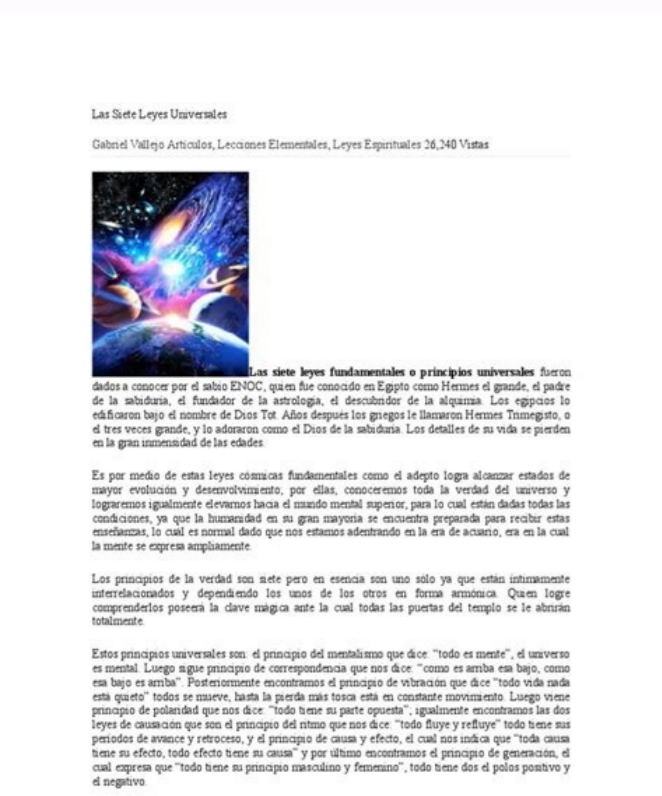 Las Siete Leyes Universales
Gabriel Vallejo Articulos, Lecciones Elementales, Leyes Espirituales 26,240 Vistas
Las siete leyes fundamentales o principios universales fueron
dados a conocer por el sabio ENOC, quien fue conocido en Egipto como Hermes el grande, el padre
de la sabiduría, el fundador de la astrologia, el descubridor de la alquimia. Los egipcios lo
edificaron bajo el nombre de Dios Tot. Años después los griegos le llamaron Hermes Trimegisto, o
el tres veces grande, y lo adoraron como el Dios de la sabiduría. Los detalles de su vida se pierden
en la gran inmensidad de las edades.
Es por medio de estas leyes cósmicas fundamentales como el adepto logra alcanzar estados de
mayor evolución y desenvolvimiento, por ellas, conoceremos toda la verdad del universo y
lograremos igualmente elevarnos hacia el mundo mental superior, para lo cual están dadas todas las
condiciones, ya que la humanidad en su gran mayoría se encuentra preparada para recibir estas
enseñanzas, lo cual es normal dado que nos estamos adentrando en la era de acuario, era en la cual
la mente se expresa ampliamente.
Los principios de la verdad son siete pero en esencia son uno sólo ya que están íntimamente
interrelacionados y dependiendo los unos de los otros en forma armónica. Quien logre
comprenderlos poseerá la clave mágica ante la cual todas las puertas del templo se le abrirán
totalmente.
Estos principios universales son: el principio del mentalismo que dice: "todo es mente", el universo
es mental. Luego sigue principio de correspondencia que nos dice: "como es arriba esa bajo, como
esa bajo es arriba". Posteriormente encontramos el principio de vibración que dice "todo vida nada
está quieto" todos se mueve, hasta la pierda más tosca está en constante movimiento. Luego viene
principio de polaridad que nos dice: "todo tiene su parte opuesta", igualmente encontramos las dos
leyes de causación que son el principio del ritmo que nos dice: "todo fluye y refluye" todo tiene sus
periodos de avance y retroceso, y el principio de causa y efecto, el cual nos indica que "toda causa
tiene su efecto, todo efecto tiene su causa" y por último encontramos el principio de generación, el
cual expresa que "todo tiene su principio masculino y femenino", todo tiene dos el polos positivo y
el negativo.